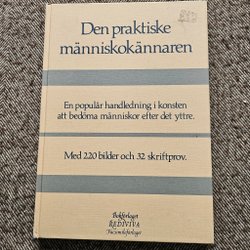 Den praktiske
människokännaren
En populär handledning i konsten
att bedöma människor efter det yttre.
Med 220 bilder och 32 skriftprov.
Bokförlaget
REDIVIVA
Facsimileförlaget